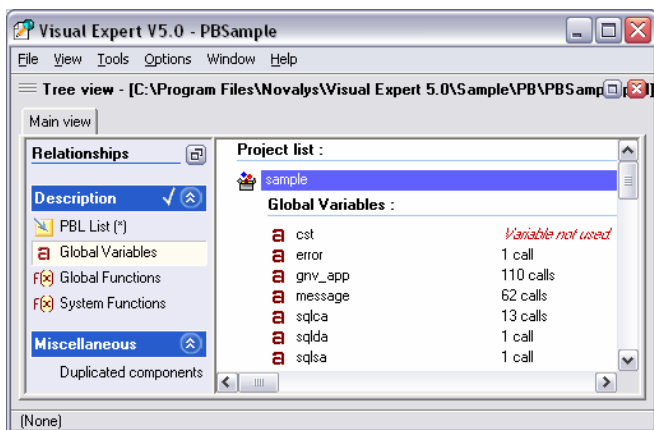 Visual Expert V5.0 - PBSample
File View Tools Options Window Help
Tree view - [C:\Program Files\Novalys\Visual Expert 5.0\Sample\PB\PBSamp
Main view
Relationships
Project list :
sample
Description
Global Variables :
PBL List (*)
Global Variables
Global Functions
System Functions
a cst Variable not used
a error 1 call
a gnv_app 110 calls
a message 62 calls
a sqlca 13 calls
a sqlda 1 call
a sqlsa 1 call
Miscellaneous
Duplicated components
(None)